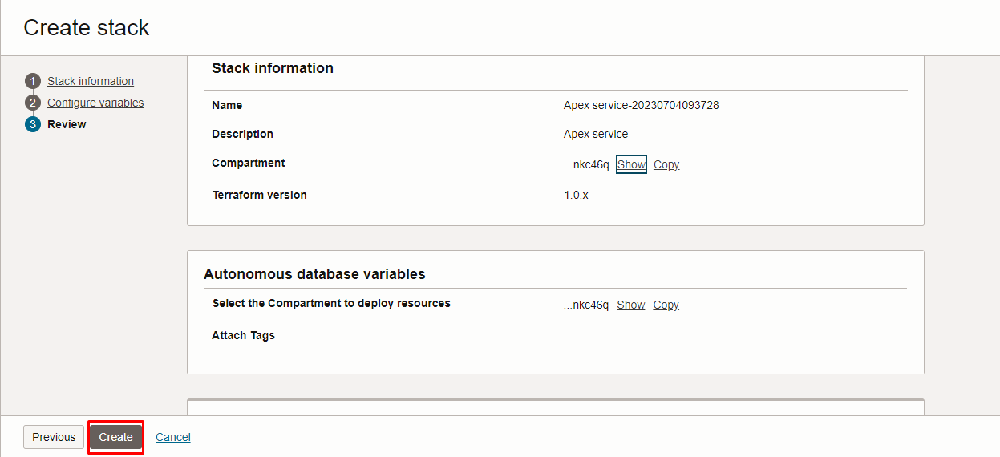 Create stack
1 Stack information
2 Configure variables
3 Review
Stack information
Name Apex service-20230704093728
Description Apex service
Compartment ...nkc46q Show Copy
Terraform version 1.0.x
Autonomous database variables
Select the Compartment to deploy resources ...nkc46q Show Copy
Attach Tags
Previous Create Cancel